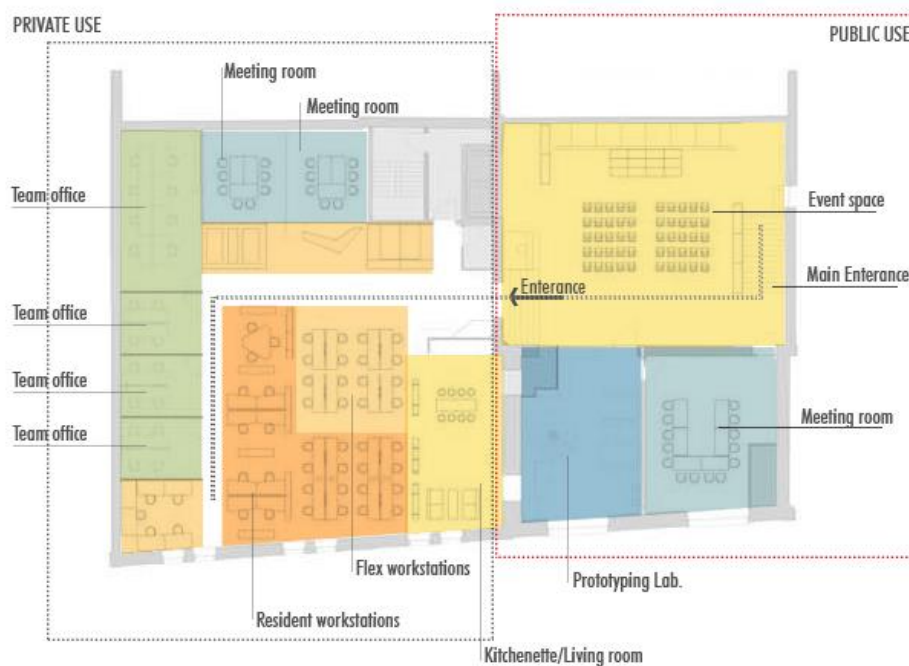 PRIVATE USE
PUBLIC USE
Meeting room
Meeting room
Team office
Event space
Main Enterance
Enterance
Team office
Team office
Meeting room
Team office
Flex workstations
Prototyping Lab.
Resident workstations
Kitchenette/Living room